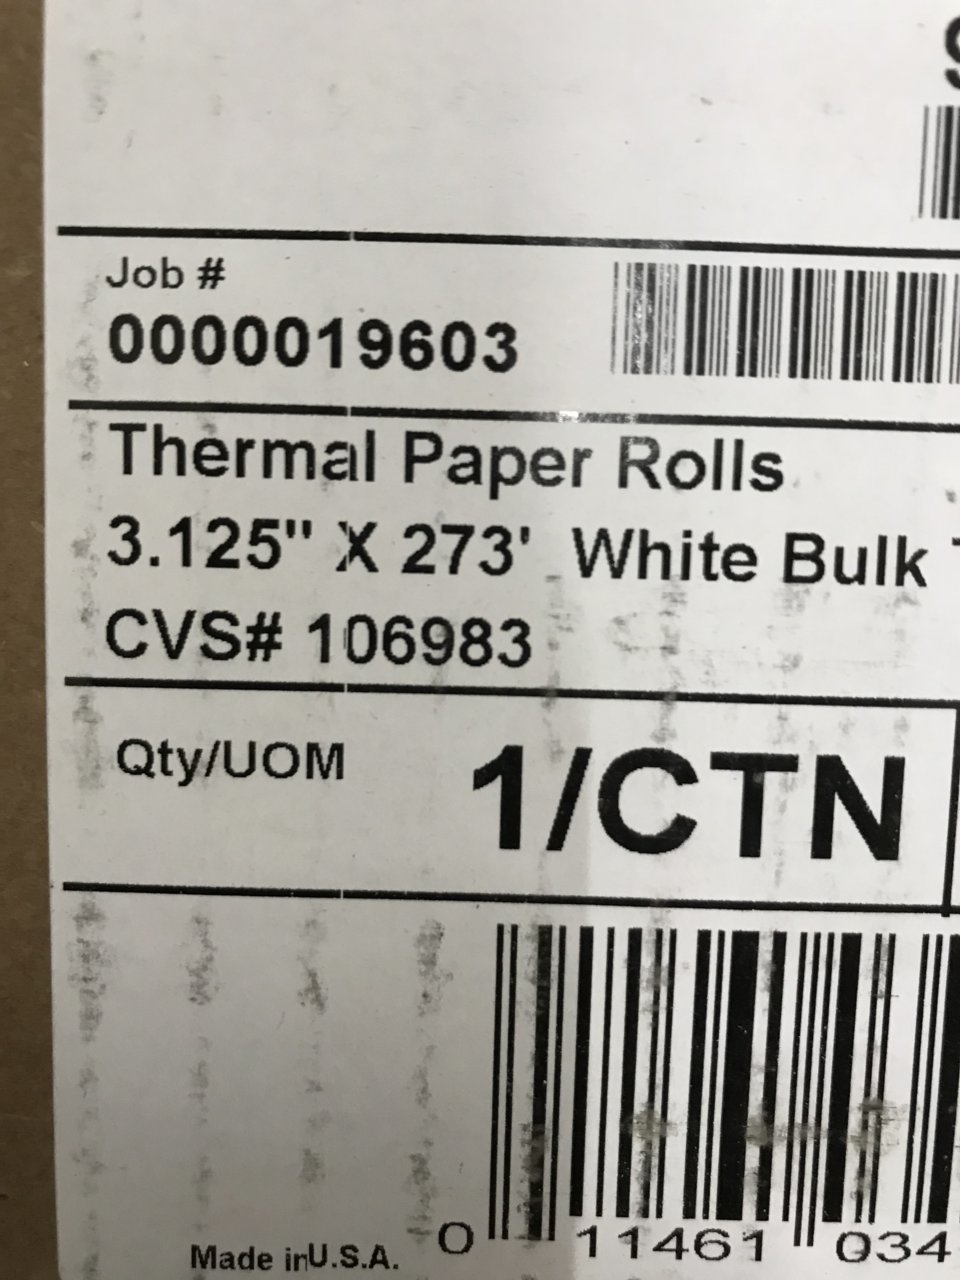 Job #
0000019603
Thermal Paper Rolls
3.125" X 273' White Bulk
CVS# 106983
Qty/UOM 1/CTN
0 11461 034
Made in U.S.A.